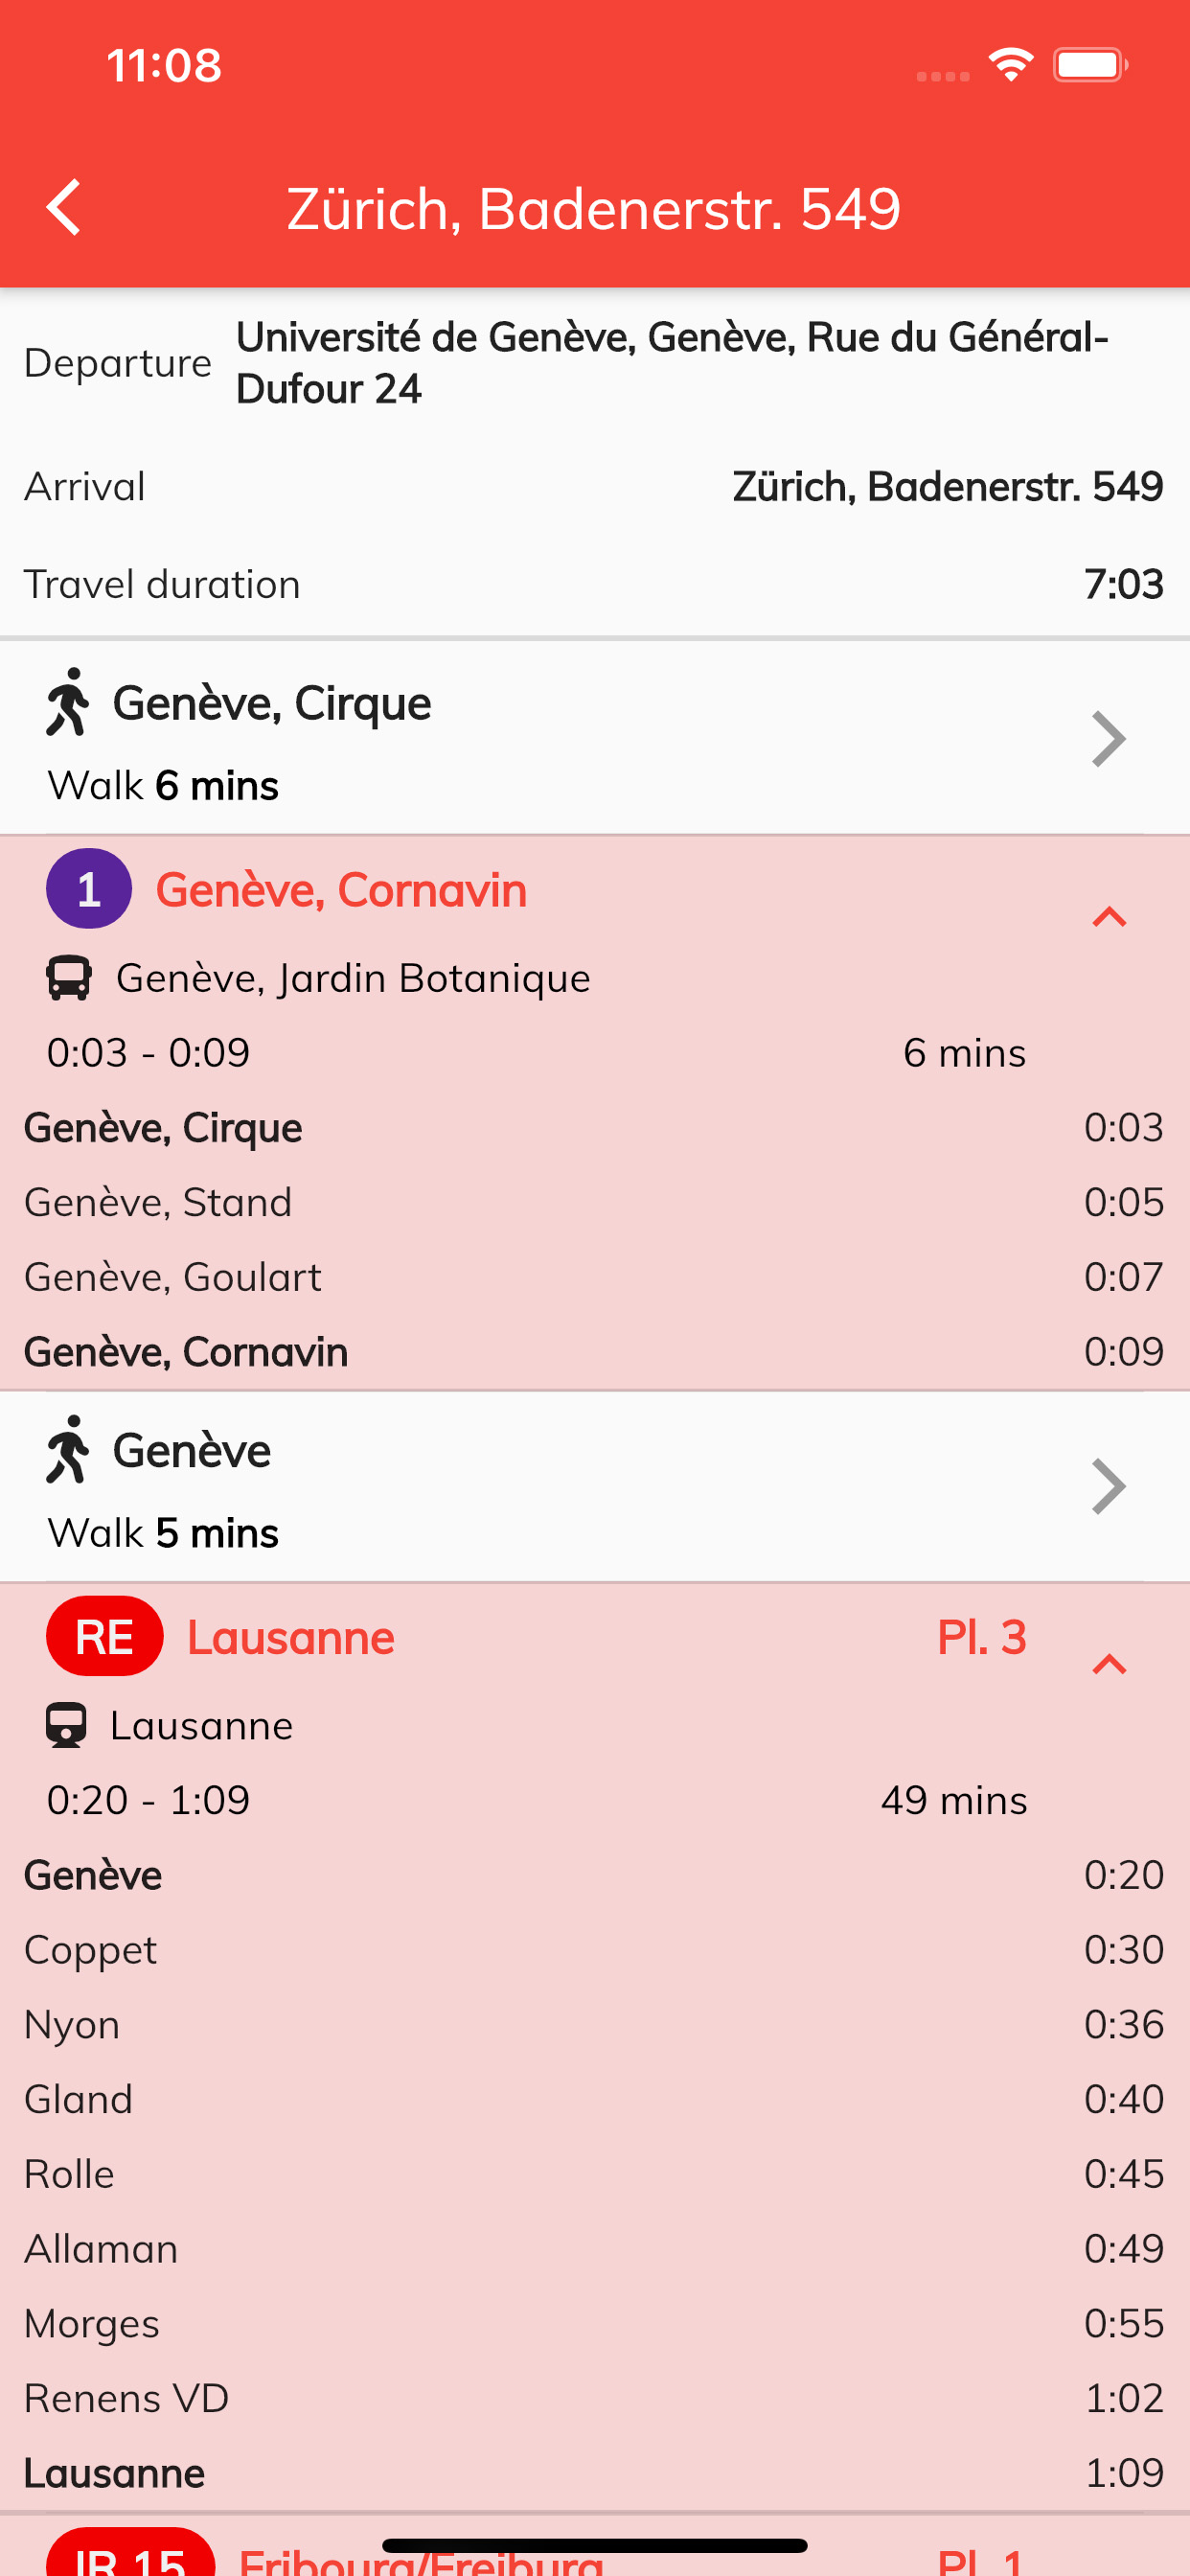 11:08
Zürich, Badenerstr. 549
Departure Université de Genève, Genève, Rue du Général-
Dufour 24
Arrival Zürich, Badenerstr. 549
Travel duration 7:03
Genève, Cirque
Walk 6 mins
1 Genève, Cornavin
Genève, Jardin Botanique
0:03 - 0:09 6 mins
Genève, Cirque 0:03
Genève, Stand 0:05
Genève, Goulart 0:07
Genève, Cornavin 0:09
Genève
Walk 5 mins
RE Lausanne Pl. 3
Lausanne
0:20 - 1:09 49 mins
Genève 0:20
Coppet 0:30
Nyon 0:36
Gland 0:40
Rolle 0:45
Allaman 0:49
Morges 0:55
Renens VD 1:02
Lausanne 1:09
IR 15 Fribourg/Freiburg Pl. 1